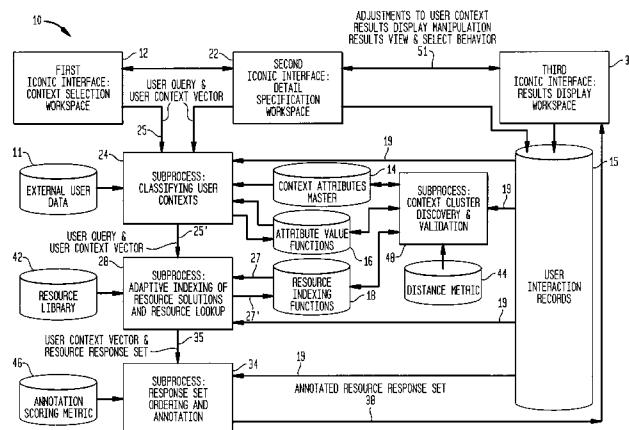 10
12
FIRST
ICONIC INTERFACE:
CONTEXT SELECTION
WORKSPACE
22
SECOND
ICONIC INTERFACE:
DETAIL
SPECIFICATION
WORKSPACE
ADJUSTMENTS TO USER CONTEXT
RESULTS DISPLAY MANIPULATION
RESULTS VIEW & SELECT BEHAVIOR
51
3
THIRD
ICONIC INTERFACE:
RESULTS DISPLAY
WORKSPACE
USER QUERY &
USER CONTEXT VECTOR
25
11
EXTERNAL USER
DATA
24
SUBPROCESS:
CLASSIFYING USER
CONTEXTS
19
14
CONTEXT ATTRIBUTES
MASTER
ATTRIBUTE VALUE
FUNCTIONS
16
SUBPROCESS:
CONTEXT CLUSTER
DISCOVERY &
VALIDATION
48
19
15
USER
INTERACTION
RECORDS
USER QUERY &
USER CONTEXT VECTOR
25'
42
RESOURCE
LIBRARY
28
SUBPROCESS:
ADAPTIVE INDEXING OF
RESOURCE SOLUTIONS
AND RESOURCE LOOKUP
27
27'
RESOURCE
INDEXING
FUNCTIONS
18
44
DISTANCE METRIC
19
USER CONTEXT VECTOR &
RESOURCE RESPONSE SET
35
46
ANNOTATION
SCORING METRIC
34
SUBPROCESS:
RESPONSE SET
ORDERING AND
ANNOTATION
19
ANNOTATED RESOURCE RESPONSE SET
38